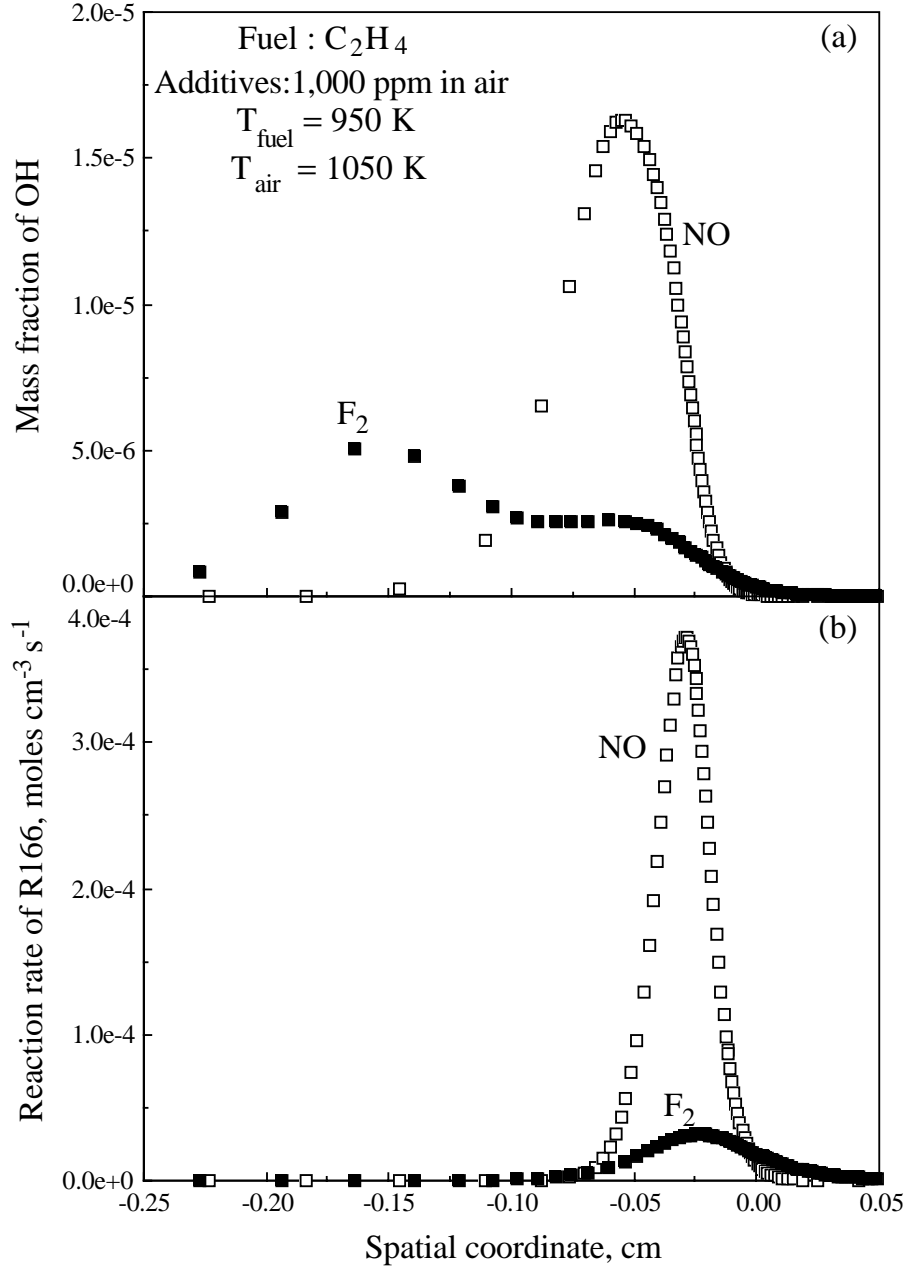 2.0e-5
(a)
Fuel : C₂H₄
Additives:1,000 ppm in air
T_fuel = 950 K
T_air = 1050 K
1.5e-5
NO
1.0e-5
F₂
5.0e-6
0.0e+0
Mass fraction of OH
4.0e-4
(b)
3.0e-4
NO
2.0e-4
1.0e-4
F₂
0.0e+0
Reaction rate of R166, moles cm⁻³ s⁻¹
-0.25 -0.20 -0.15 -0.10 -0.05 0.00 0.05
Spatial coordinate, cm